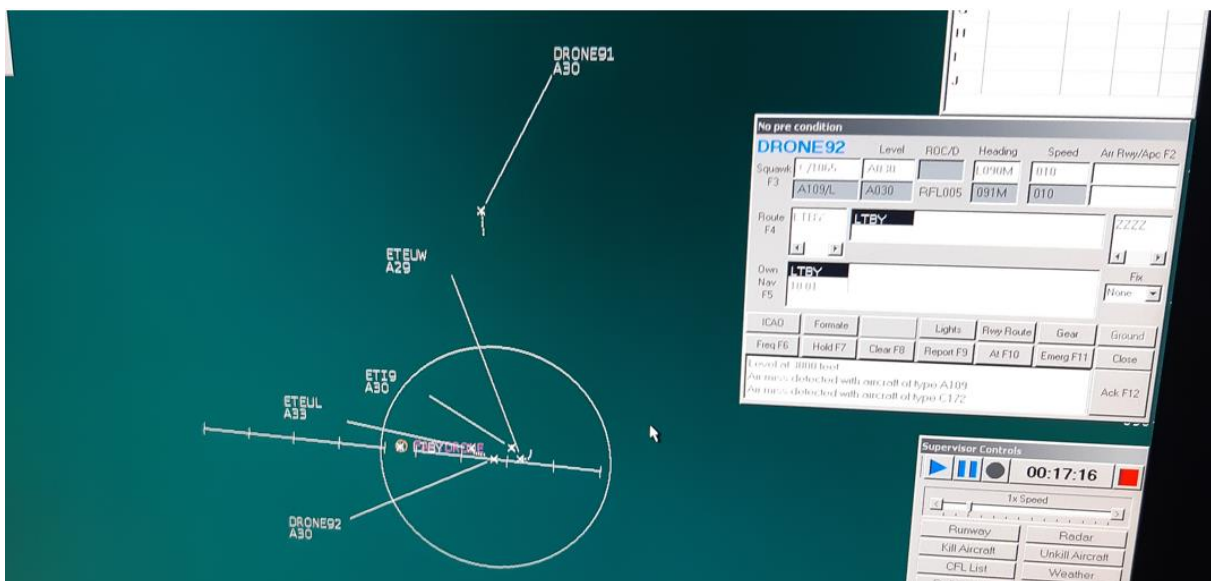 DRONE91
A30
ETEUW
A29
ETI9
A30
ETEUL
A33
DRONE92
A30
H
I
J
No pre condition
DRONE92 Level ROC/D Heading Speed Arr Rwy/Apc F2
Squawk F3
A030 010
A109/L A030 RFL005 091M 010
Route F4
LTBY LTBY ZZZZ
Own Nav F5
LTBY
Fix
None
ICAO Formate Lights Rwy Route Gear Ground
Freq F6 Hold F7 Clear F8 Report F9 At F10 Emerg F11 Close
Level at 3000 feet
Air miss detected with aircraft of type A109
Air miss detected with aircraft of type C172
Ack F12
Supervisor Controls
00:17:16
1x Speed
Runway Radar
Kill Aircraft Unkill Aircraft
CFL List Weather